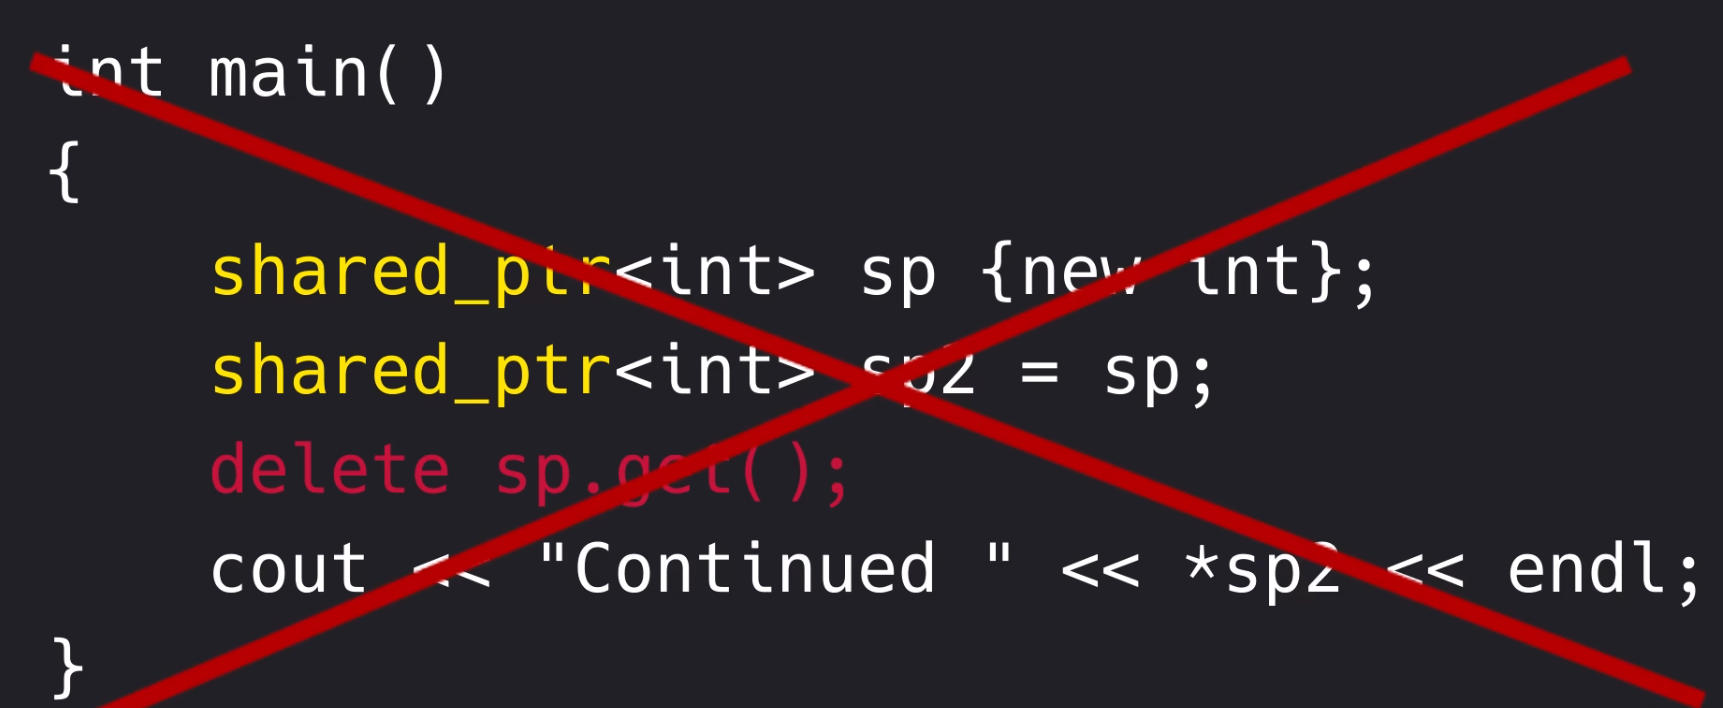 int main()
{
    shared_ptr<int> sp {new int};
    shared_ptr<int> sp2 = sp;
    delete sp.get();
    cout << "Continued " << *sp2 << endl;
}